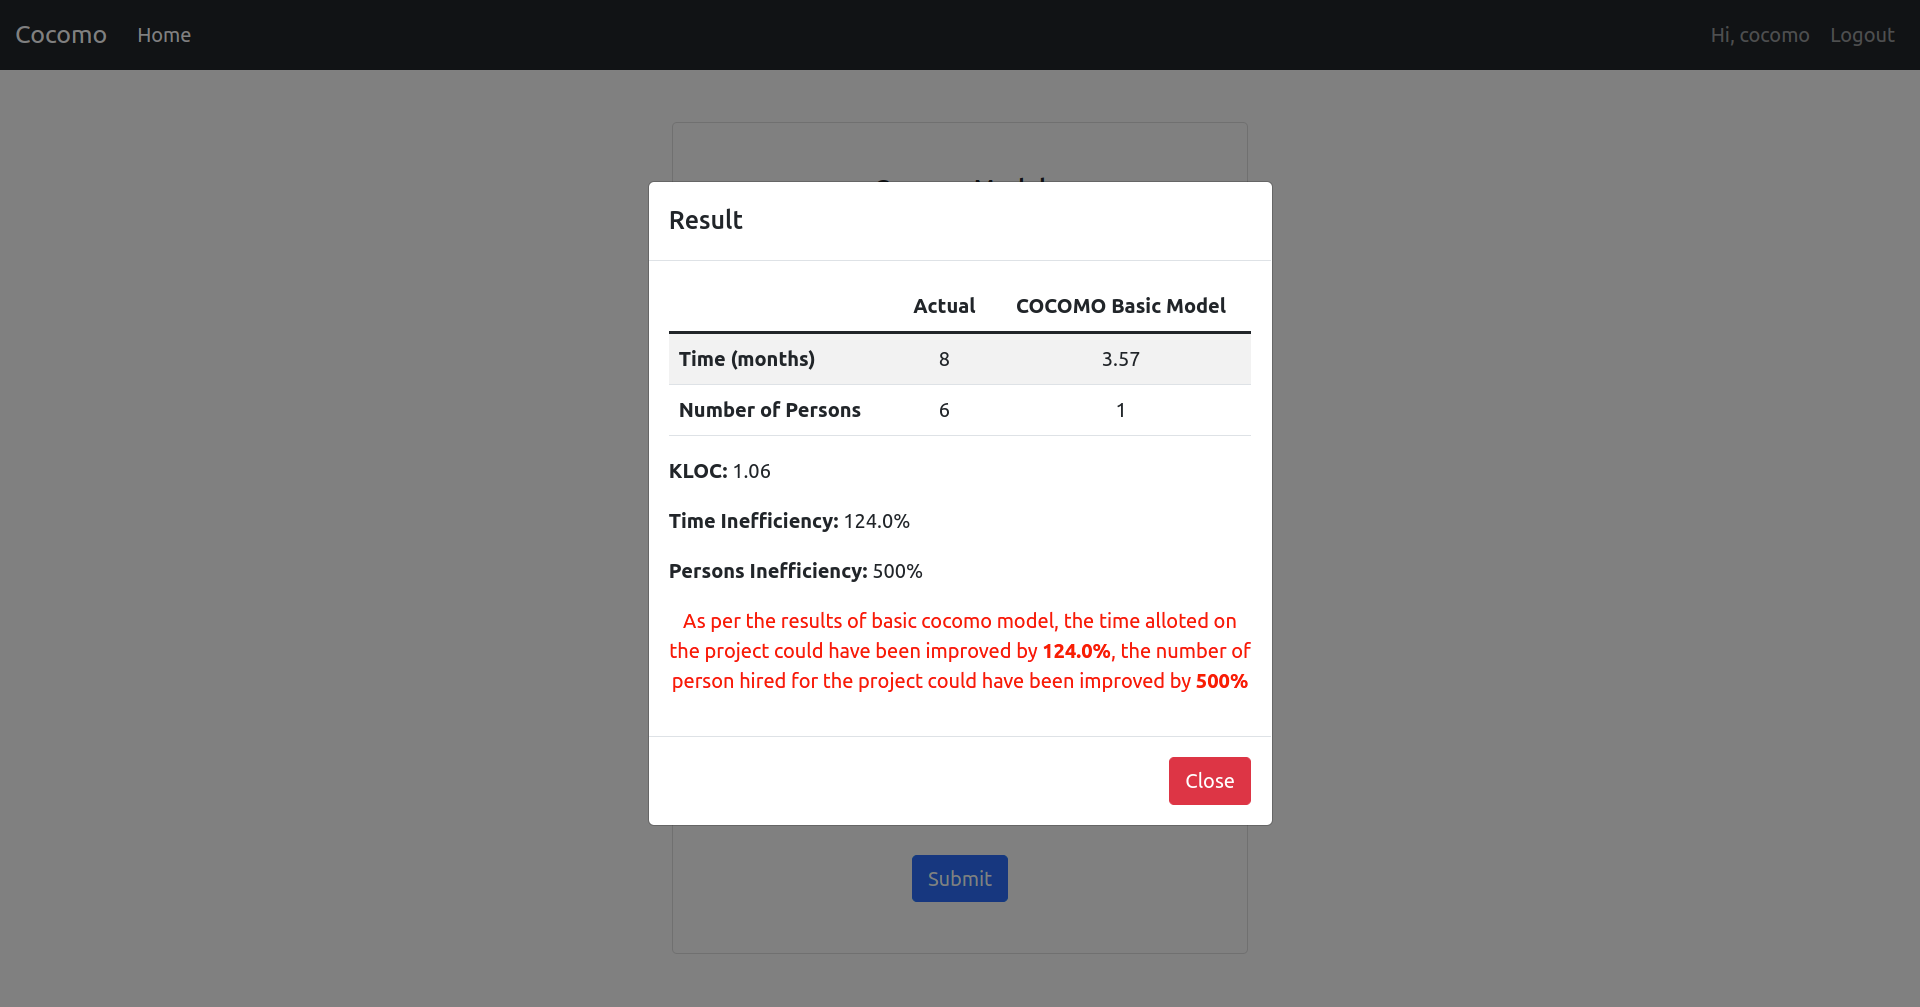 Cocomo Home Hi, cocomo Logout
Result
Actual COCOMO Basic Model
Time (months) 8 3.57
Number of Persons 6 1
KLOC: 1.06
Time Inefficiency: 124.0%
Persons Inefficiency: 500%
As per the results of basic cocomo model, the time alloted on
the project could have been improved by 124.0%, the number of
person hired for the project could have been improved by 500%
Close
Submit